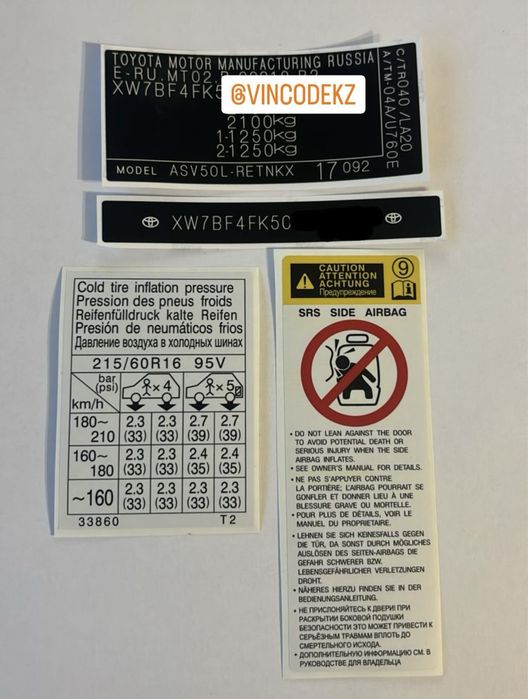 TOYOTA MOTOR MANUFACTURING RUSSIA
XW7BF4FK5
@VINCODEKZ
2100kg
1-1250kg
2-1250kg
MODEL ASV50L-RETNKX 17 092
C/TR040/LA20
A/TM-04A/U760E
XW7BF4FK50
Cold tire inflation pressure
Pression des pneus froids
Reifenfülldruck kalte Reifen
Presión de neumáticos frios
Давление воздуха в холодных шинах
215/60R16 95V
bar (psi) ×4 ×5
km/h
180~210 2.3 (33) 2.3 (33) 2.7 (39) 2.7 (39)
160~180 2.3 (33) 2.3 (33) 2.4 (35) 2.4 (35)
~160 2.3 (33) 2.3 (33) 2.3 (33) 2.3 (33)
33860 T2
CAUTION
ATTENTION
ACHTUNG
Предупреждение
9
SRS SIDE AIRBAG
• DO NOT LEAN AGAINST THE DOOR
TO AVOID POTENTIAL DEATH OR
SERIOUS INJURY WHEN THE SIDE
AIRBAG INFLATES.
• SEE OWNER'S MANUAL FOR DETAILS.
• NE PAS S'APPUYER CONTRE
LA PORTIÈRE; L'AIRBAG POURRAIT SE
GONFLER ET DONNER LIEU À UNE
BLESSURE GRAVE OU MORTELLE.
• POUR PLUS DE DÉTAILS, VOIR LE
MANUEL DU PROPRIETAIRE.
• LEHNEN SIE SICH KEINESFALLS GEGEN
DIE TÜR, DA SONST DURCH MÖGLICHES
AUSLÖSEN DES SEITEN-AIRBAGS DIE
GEFAHR SCHWERER BZW.
LEBENSGEFÄHRLICHER VERLETZUNGEN
DROHT.
• NÄHERES HIERZU FINDEN SIE IN DER
BEDIENUNGSANLEITUNG.
• НЕ ПРИСЛОНЯЙТЕСЬ К ДВЕРИ! ПРИ
РАСКРЫТИИ БОКОВОЙ ПОДУШКИ
БЕЗОПАСНОСТИ ЭТО МОЖЕТ ПРИВЕСТИ К
СЕРЬЁЗНЫМ ТРАВМАМ ВПЛОТЬ ДО
СМЕРТЕЛЬНОГО ИСХОДА.
• ДОПОЛНИТЕЛЬНУЮ ИНФОРМАЦИЮ СМ. В
РУКОВОДСТВЕ ДЛЯ ВЛАДЕЛЬЦА